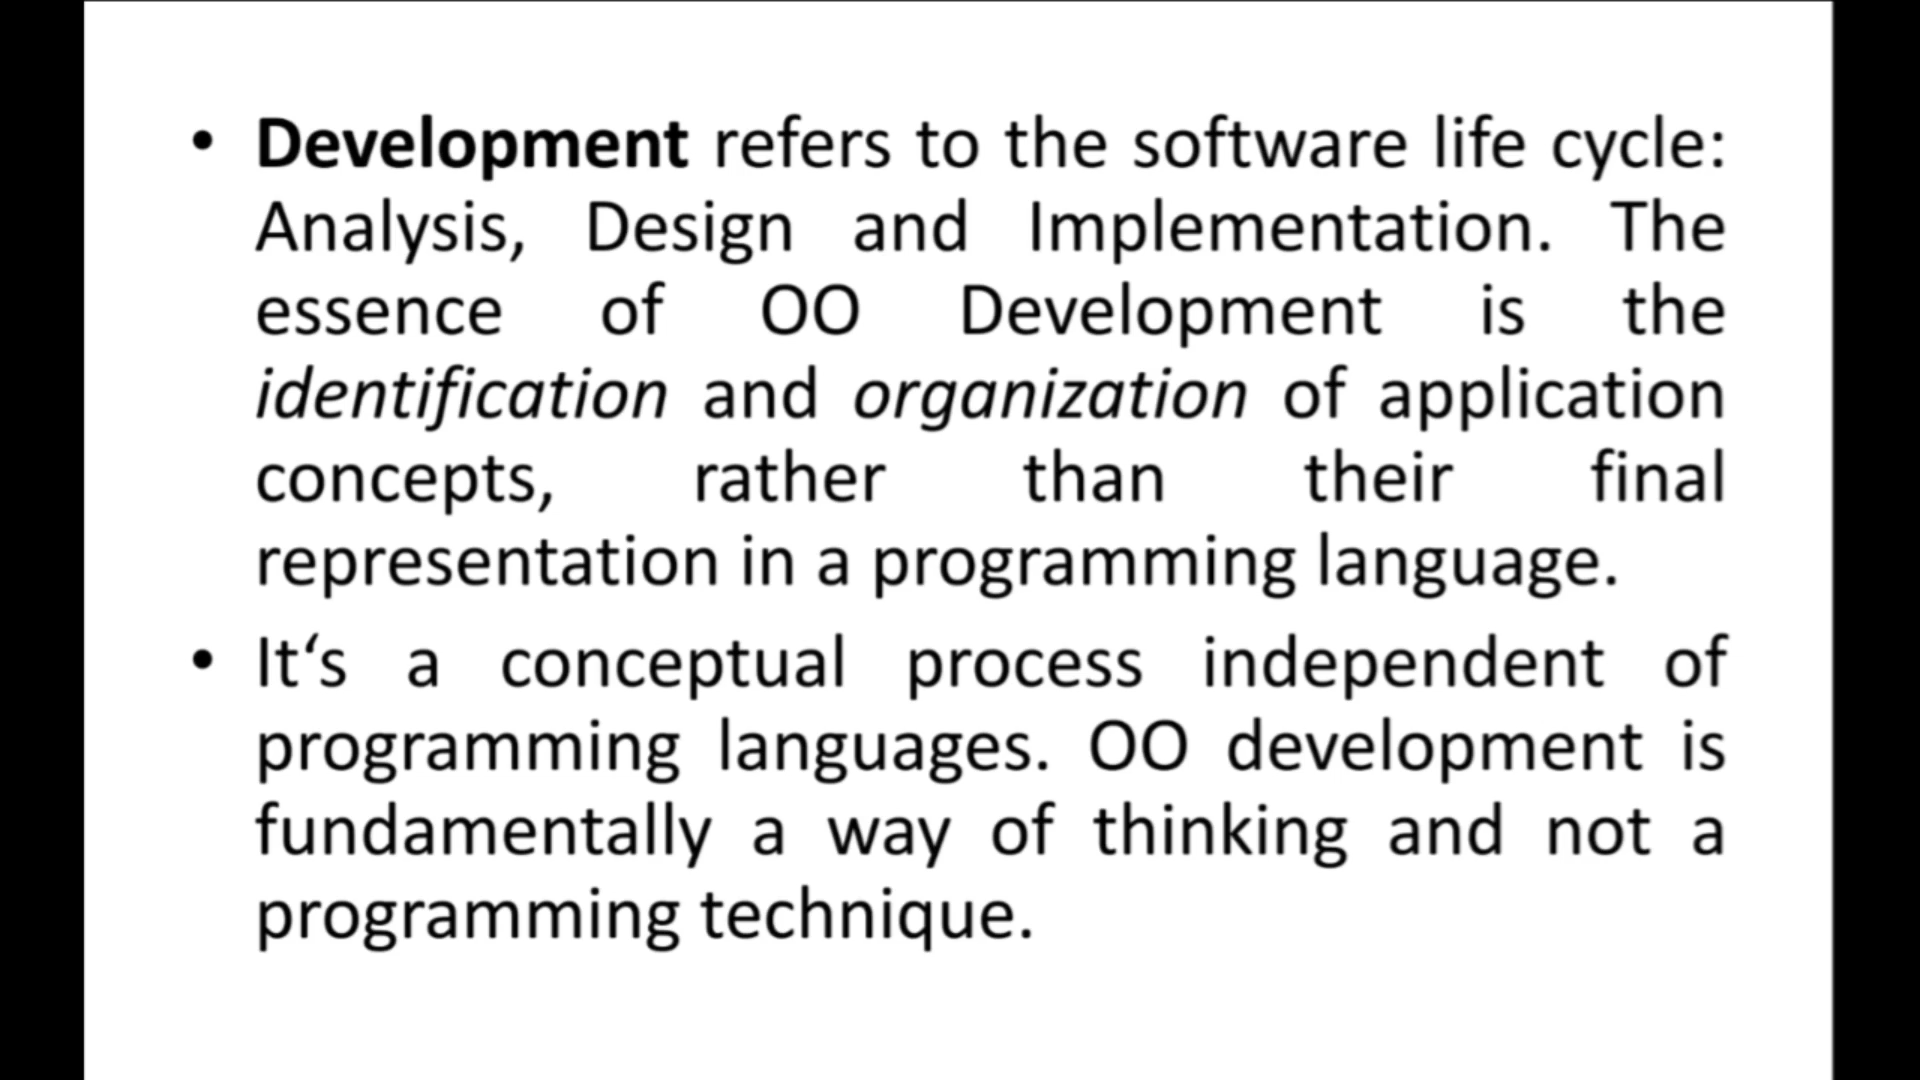 • Development refers to the software life cycle:
Analysis, Design and Implementation. The
essence of OO Development is the
identification and organization of application
concepts, rather than their final
representation in a programming language.
• It‘s a conceptual process independent of
programming languages. OO development is
fundamentally a way of thinking and not a
programming technique.